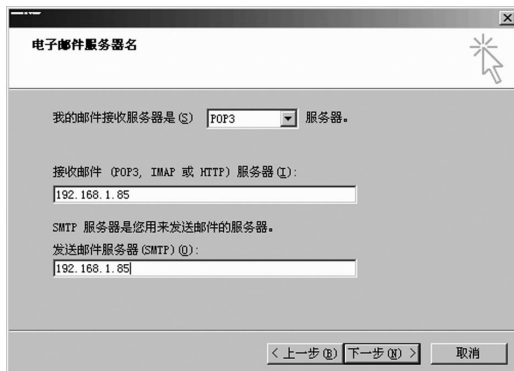 电子邮件服务器名
我的邮件接收服务器是(S) POP3 服务器。
接收邮件 (POP3, IMAP 或 HTTP) 服务器(I):
192.168.1.85
SMTP 服务器是您用来发送邮件的服务器。
发送邮件服务器(SMTP)(O):
192.168.1.85
< 上一步(B) 下一步(N) > 取消